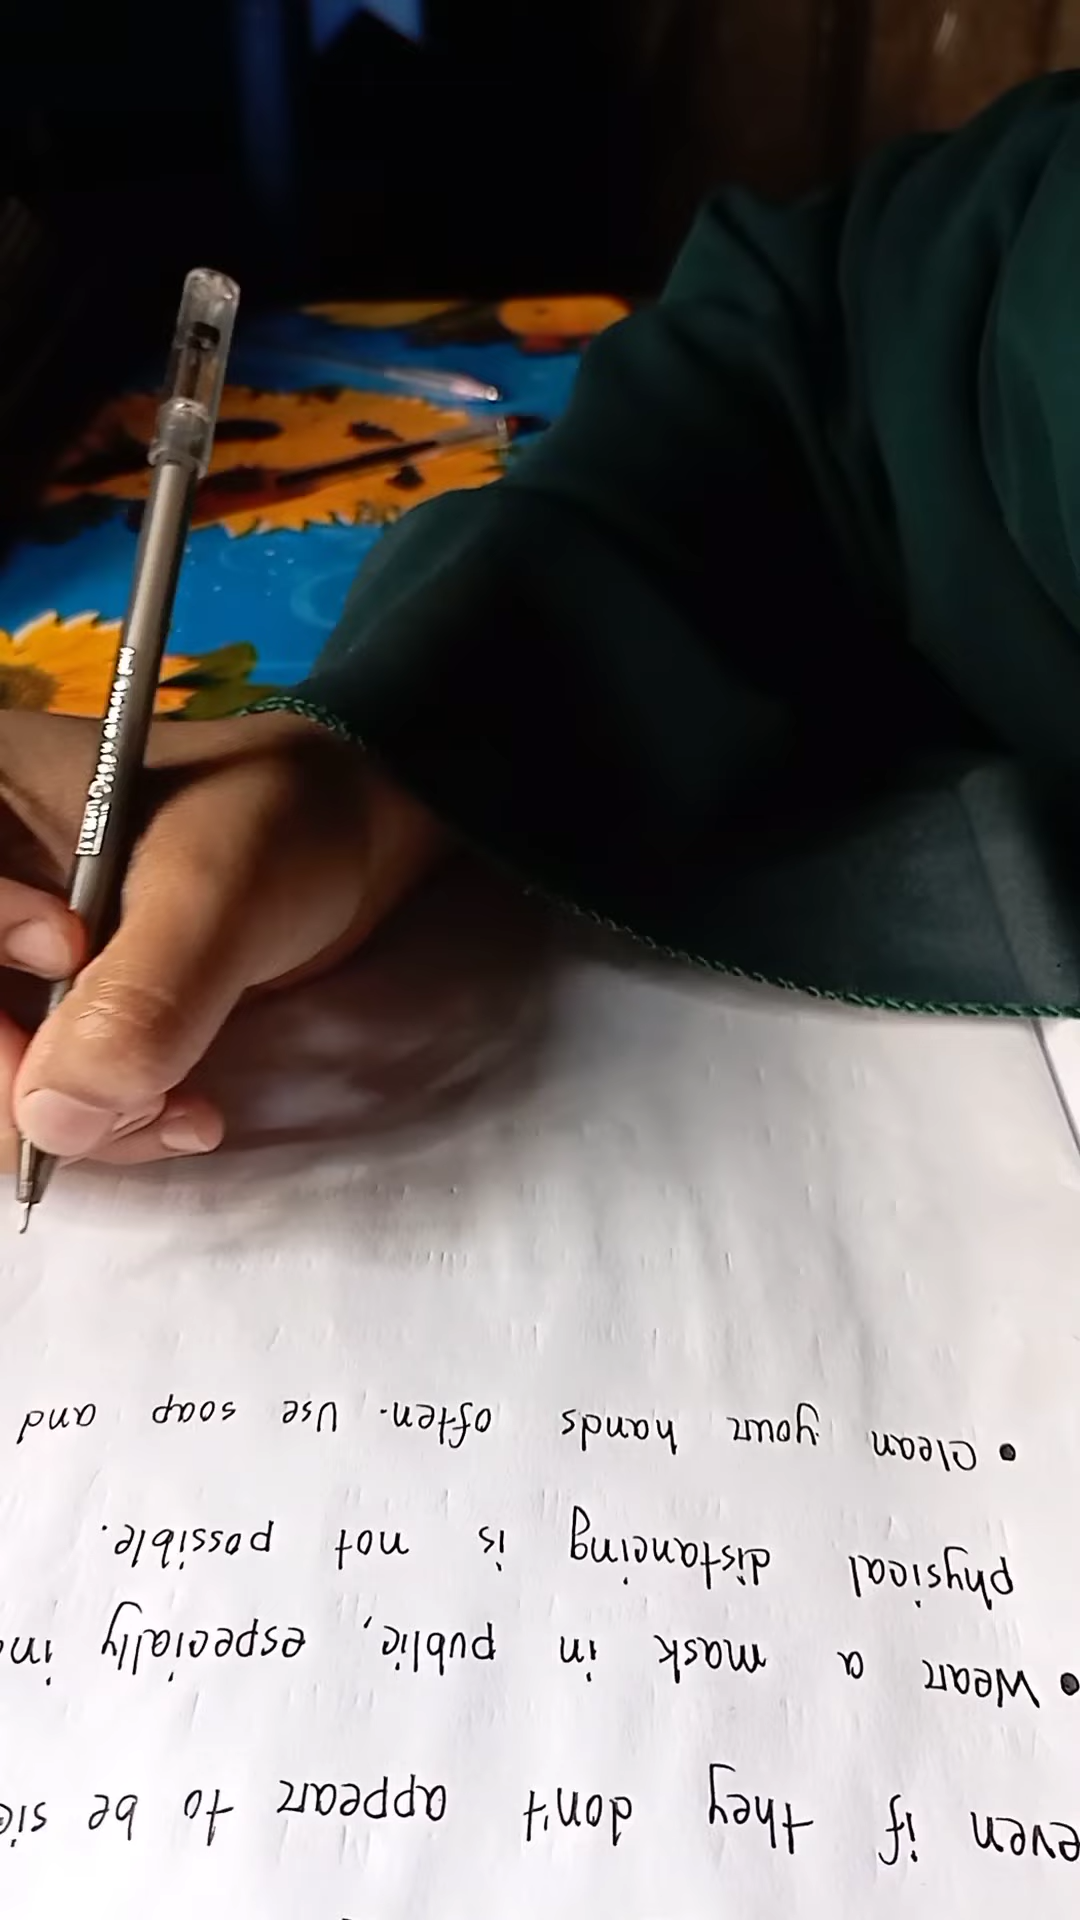 even if they don't appear to be
• Wear a mask in public, especially
physical distancing is not possible.
• Clean your hands often. Use soap and